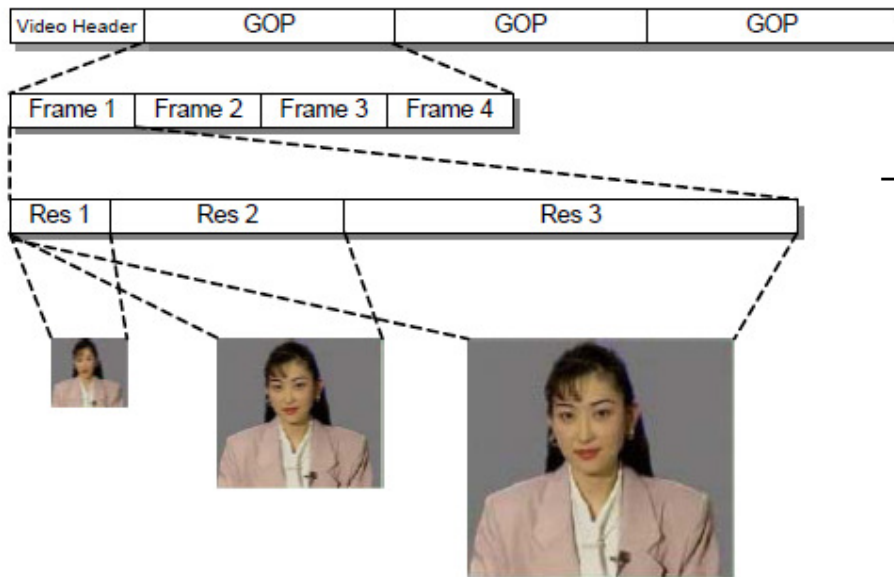 Video Header GOP GOP GOP
Frame 1 Frame 2 Frame 3 Frame 4
Res 1 Res 2 Res 3